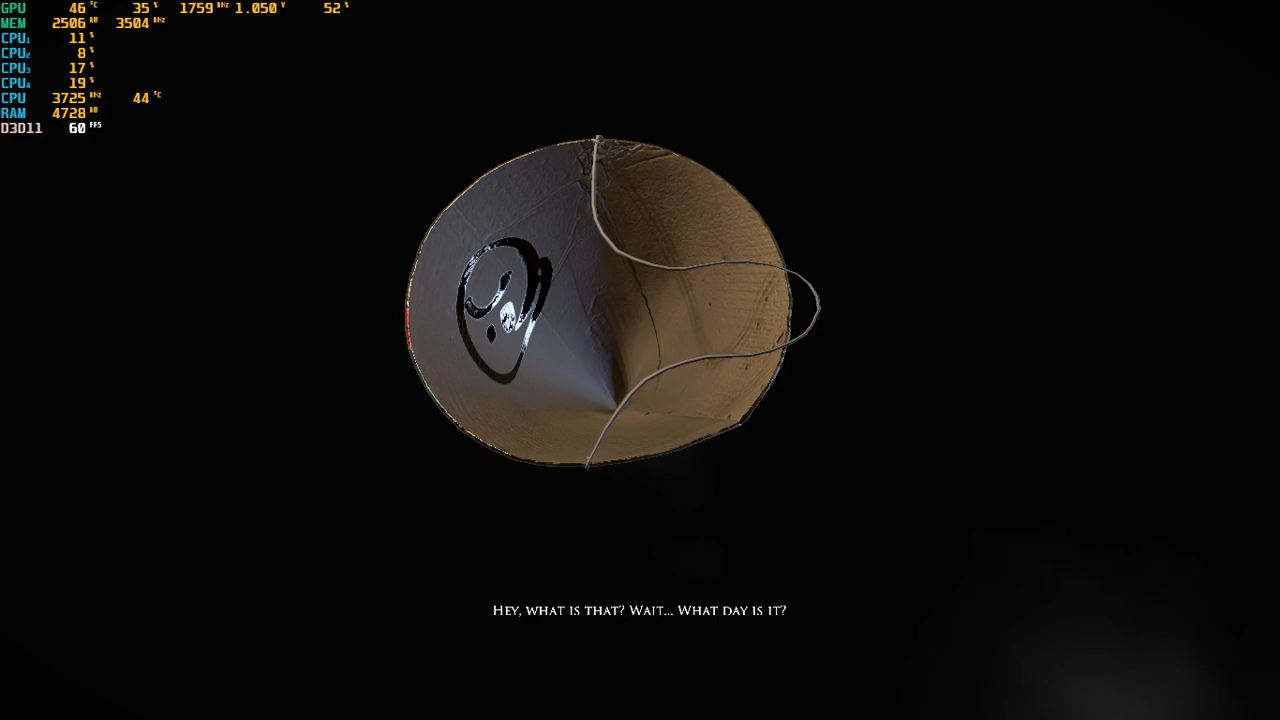 GPU 46 °C 35 % 1759 MHz 1.050 V 52 %
MEM 2506 MB 3504 MHz
CPU1 11 %
CPU2 8 %
CPU3 17 %
CPU4 19 %
CPU 3725 MHz 44 °C
RAM 4728 MB
D3D11 60 FPS
Hey, what is that? Wait... What day is it?